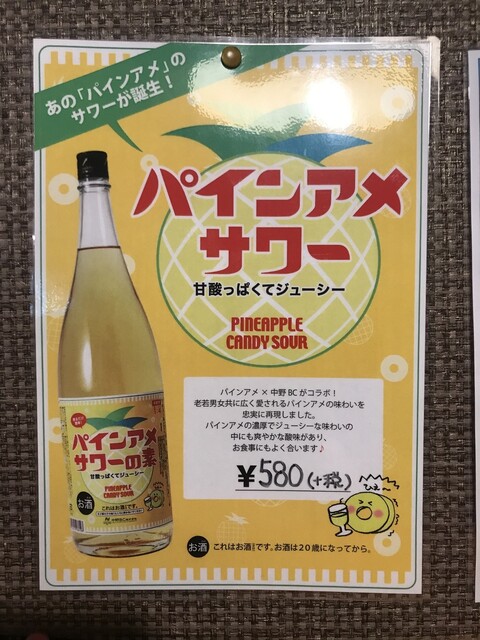 あの「パインアメ」の
サワーが誕生！
パインアメ
サワー
甘酸っぱくてジューシー
PINEAPPLE
CANDY SOUR
パインアメ × 中野BCがコラボ！
老若男女共に広く愛されるパインアメの味わいを
忠実に再現しました。
パインアメの濃厚でジューシーな味わいの
中にも爽やかな酸味があり、
お食事にもよく合います♪
¥580(+税)
ひぇ〜
パインアメ
サワーの素
甘酸っぱくてジューシー
PINEAPPLE
CANDY SOUR
お酒
これはお酒です。
お酒 これはお酒です。お酒は20歳になってから。